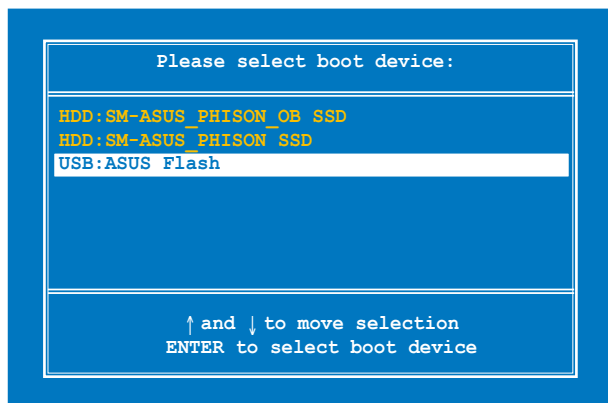 Please select boot device:
HDD:SM-ASUS_PHISON_OB SSD
HDD:SM-ASUS_PHISON SSD
USB:ASUS Flash
↑ and ↓ to move selection
ENTER to select boot device